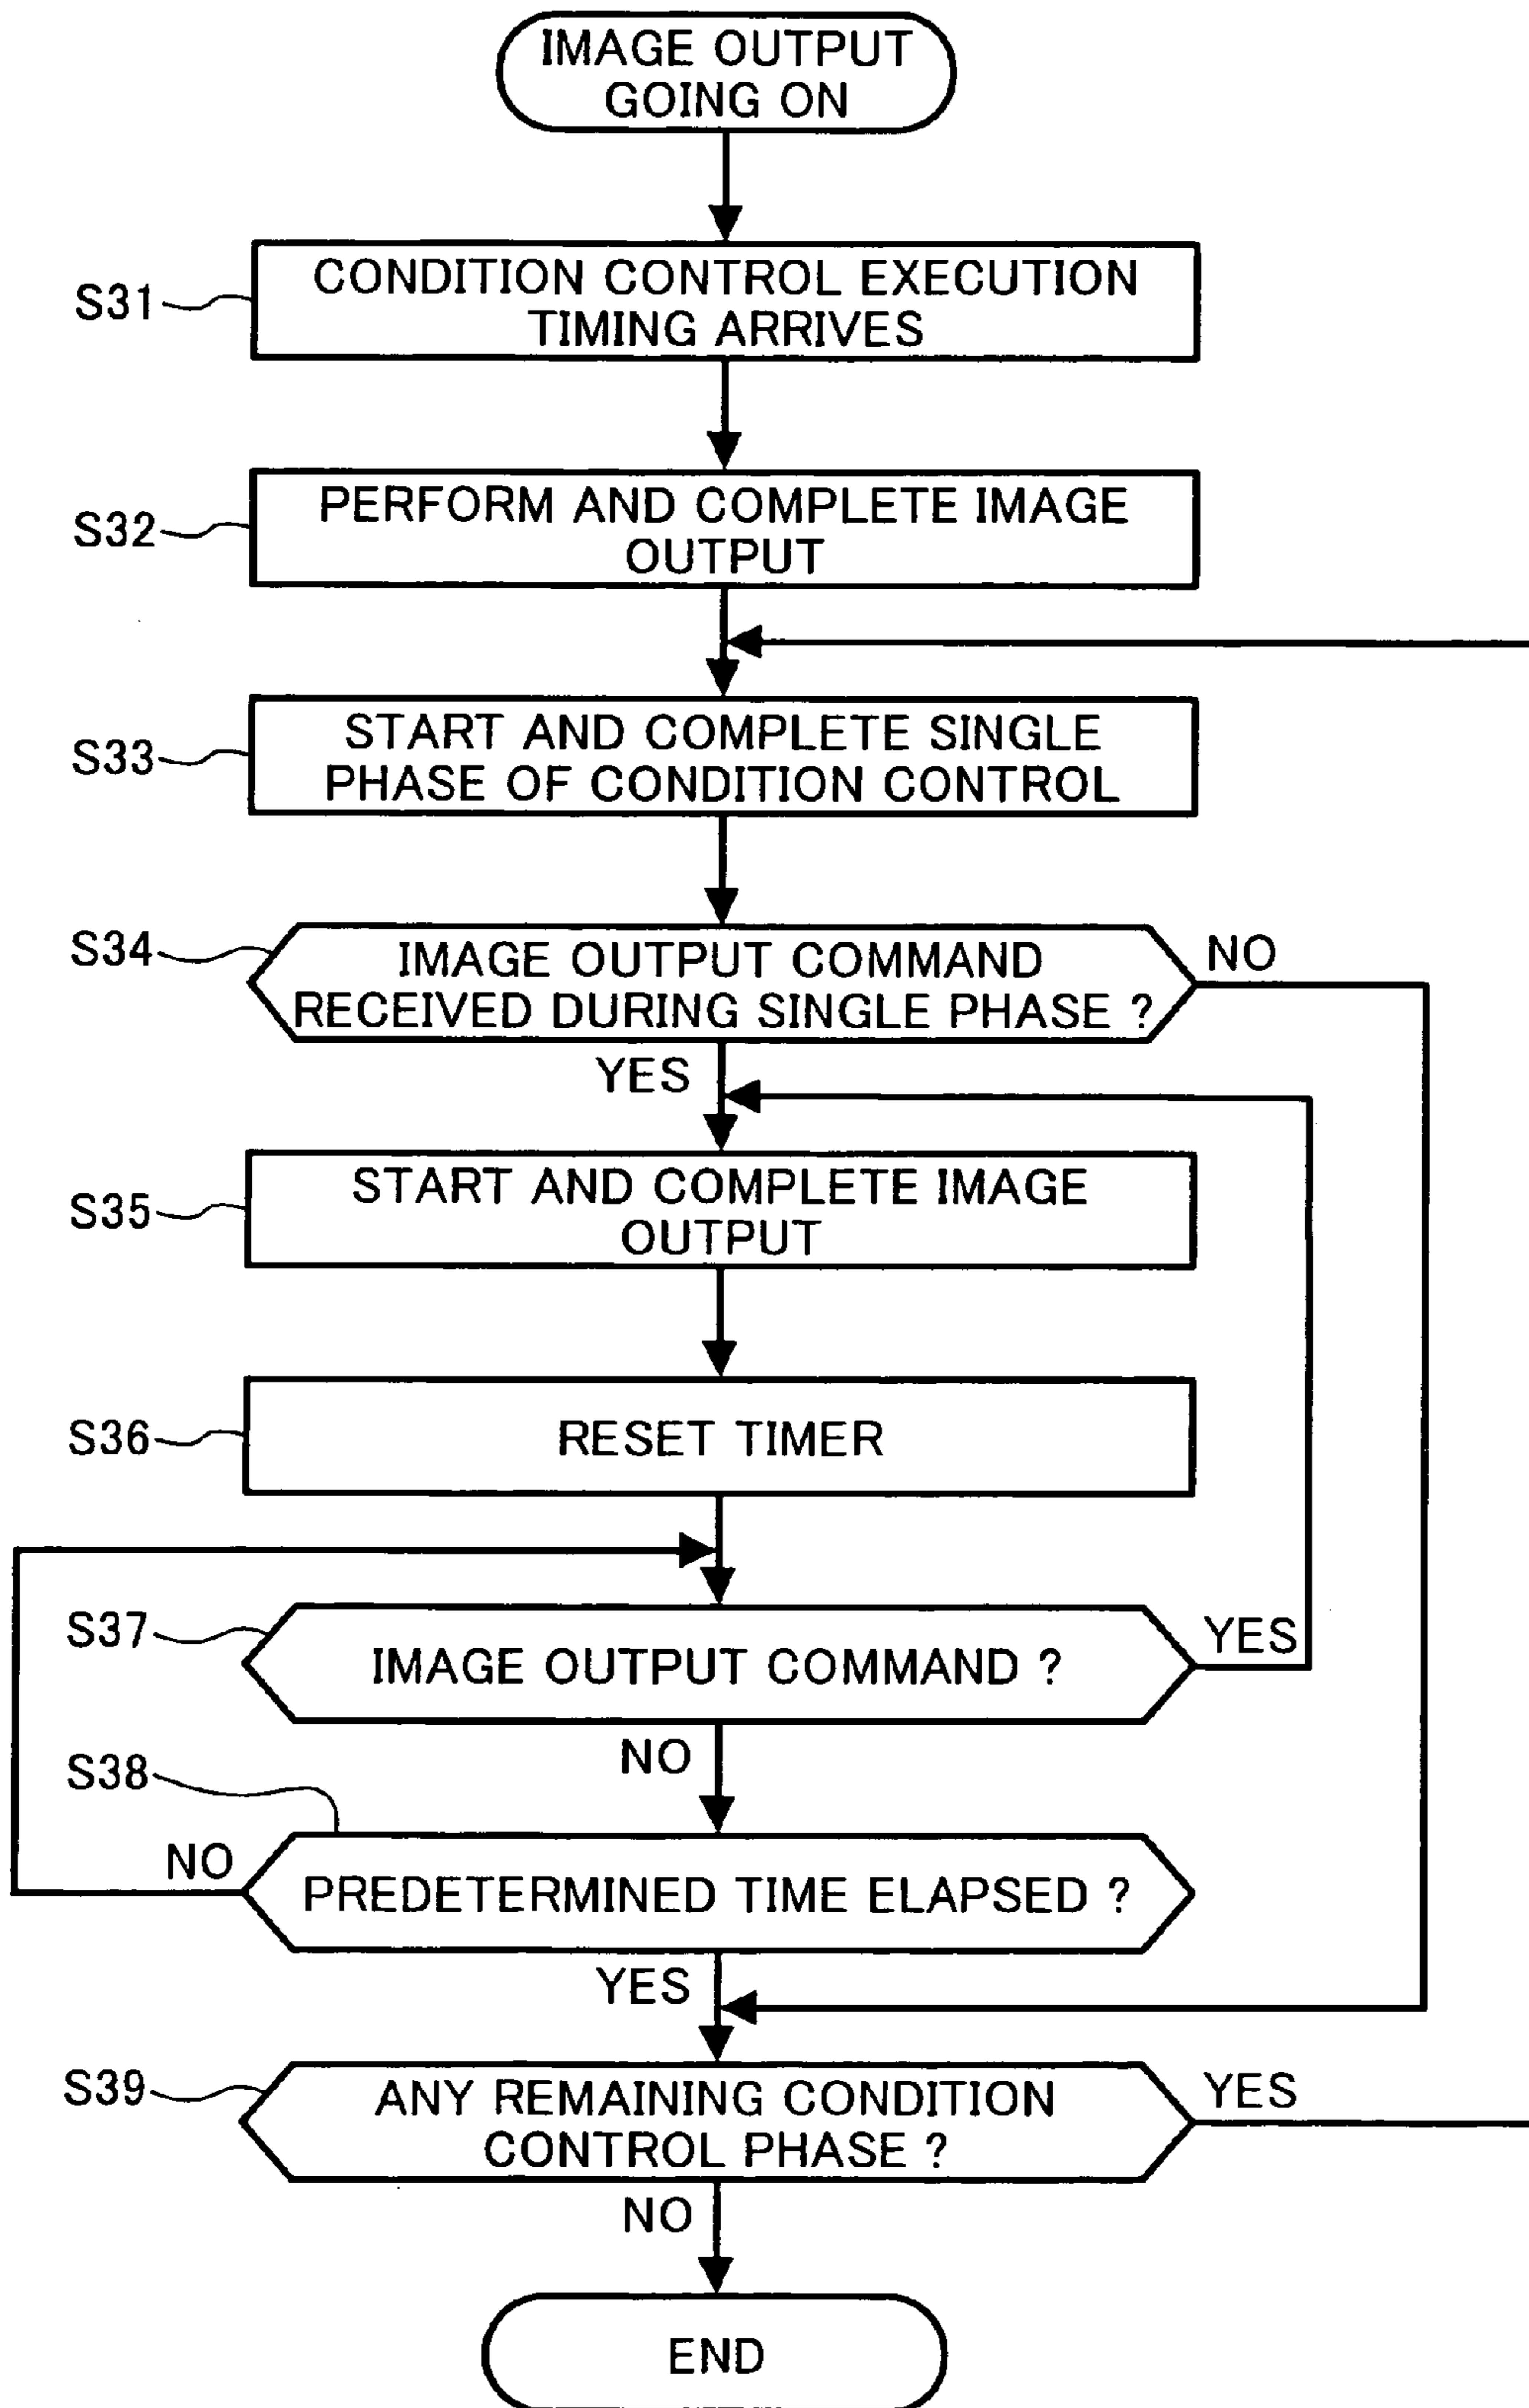 IMAGE OUTPUT
GOING ON
S31
CONDITION CONTROL EXECUTION
TIMING ARRIVES
S32
PERFORM AND COMPLETE IMAGE
OUTPUT
S33
START AND COMPLETE SINGLE
PHASE OF CONDITION CONTROL
S34
IMAGE OUTPUT COMMAND
RECEIVED DURING SINGLE PHASE ?
NO
YES
S35
START AND COMPLETE IMAGE
OUTPUT
S36
RESET TIMER
S37
IMAGE OUTPUT COMMAND ?
YES
NO
S38
NO
PREDETERMINED TIME ELAPSED ?
YES
S39
ANY REMAINING CONDITION
CONTROL PHASE ?
YES
NO
END